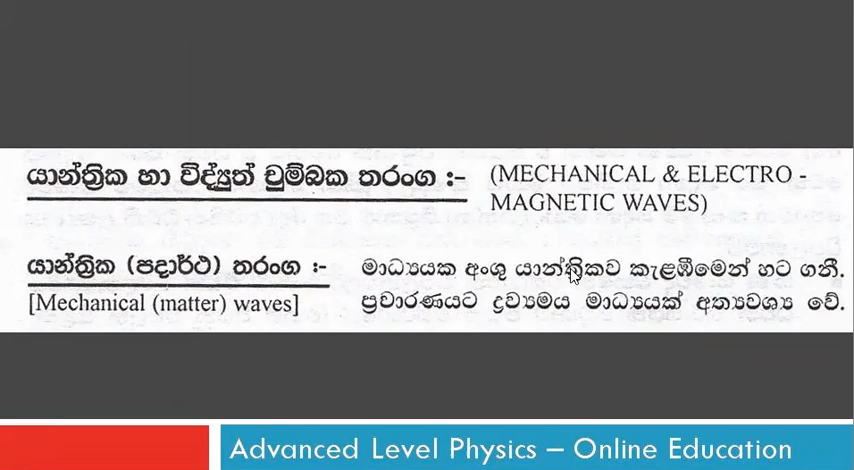 යාන්ත්‍රික හා විද්‍යුත් චුම්බක තරංග :- (MECHANICAL & ELECTRO -
MAGNETIC WAVES)
යාන්ත්‍රික (පදාර්ථ) තරංග :- මාධ්‍යයක අංශු යාන්ත්‍රිකව කැළඹීමෙන් හට ගනී.
[Mechanical (matter) waves] ප්‍රචාරණයට ද්‍රව්‍යමය මාධ්‍යයක් අත්‍යවශ්‍ය වේ.
Advanced Level Physics – Online Education